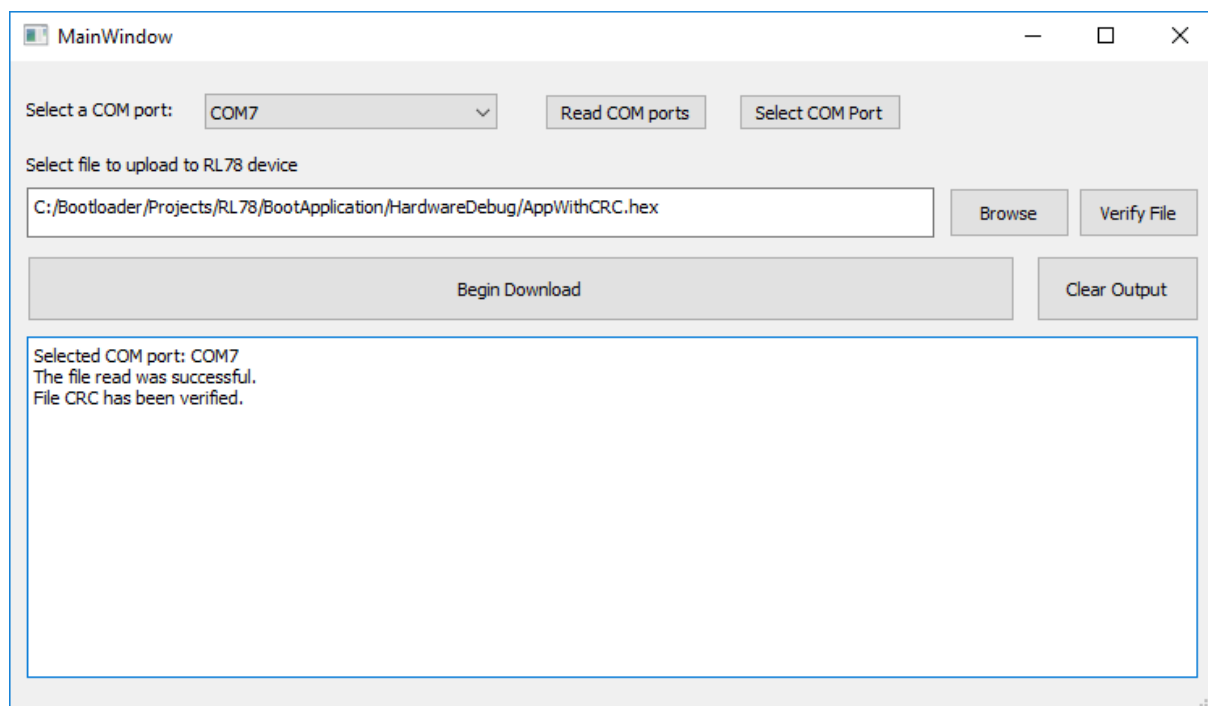 MainWindow
Select a COM port: COM7 Read COM ports Select COM Port
Select file to upload to RL78 device
C:/Bootloader/Projects/RL78/BootApplication/HardwareDebug/AppWithCRC.hex Browse Verify File
Begin Download Clear Output
Selected COM port: COM7
The file read was successful.
File CRC has been verified.